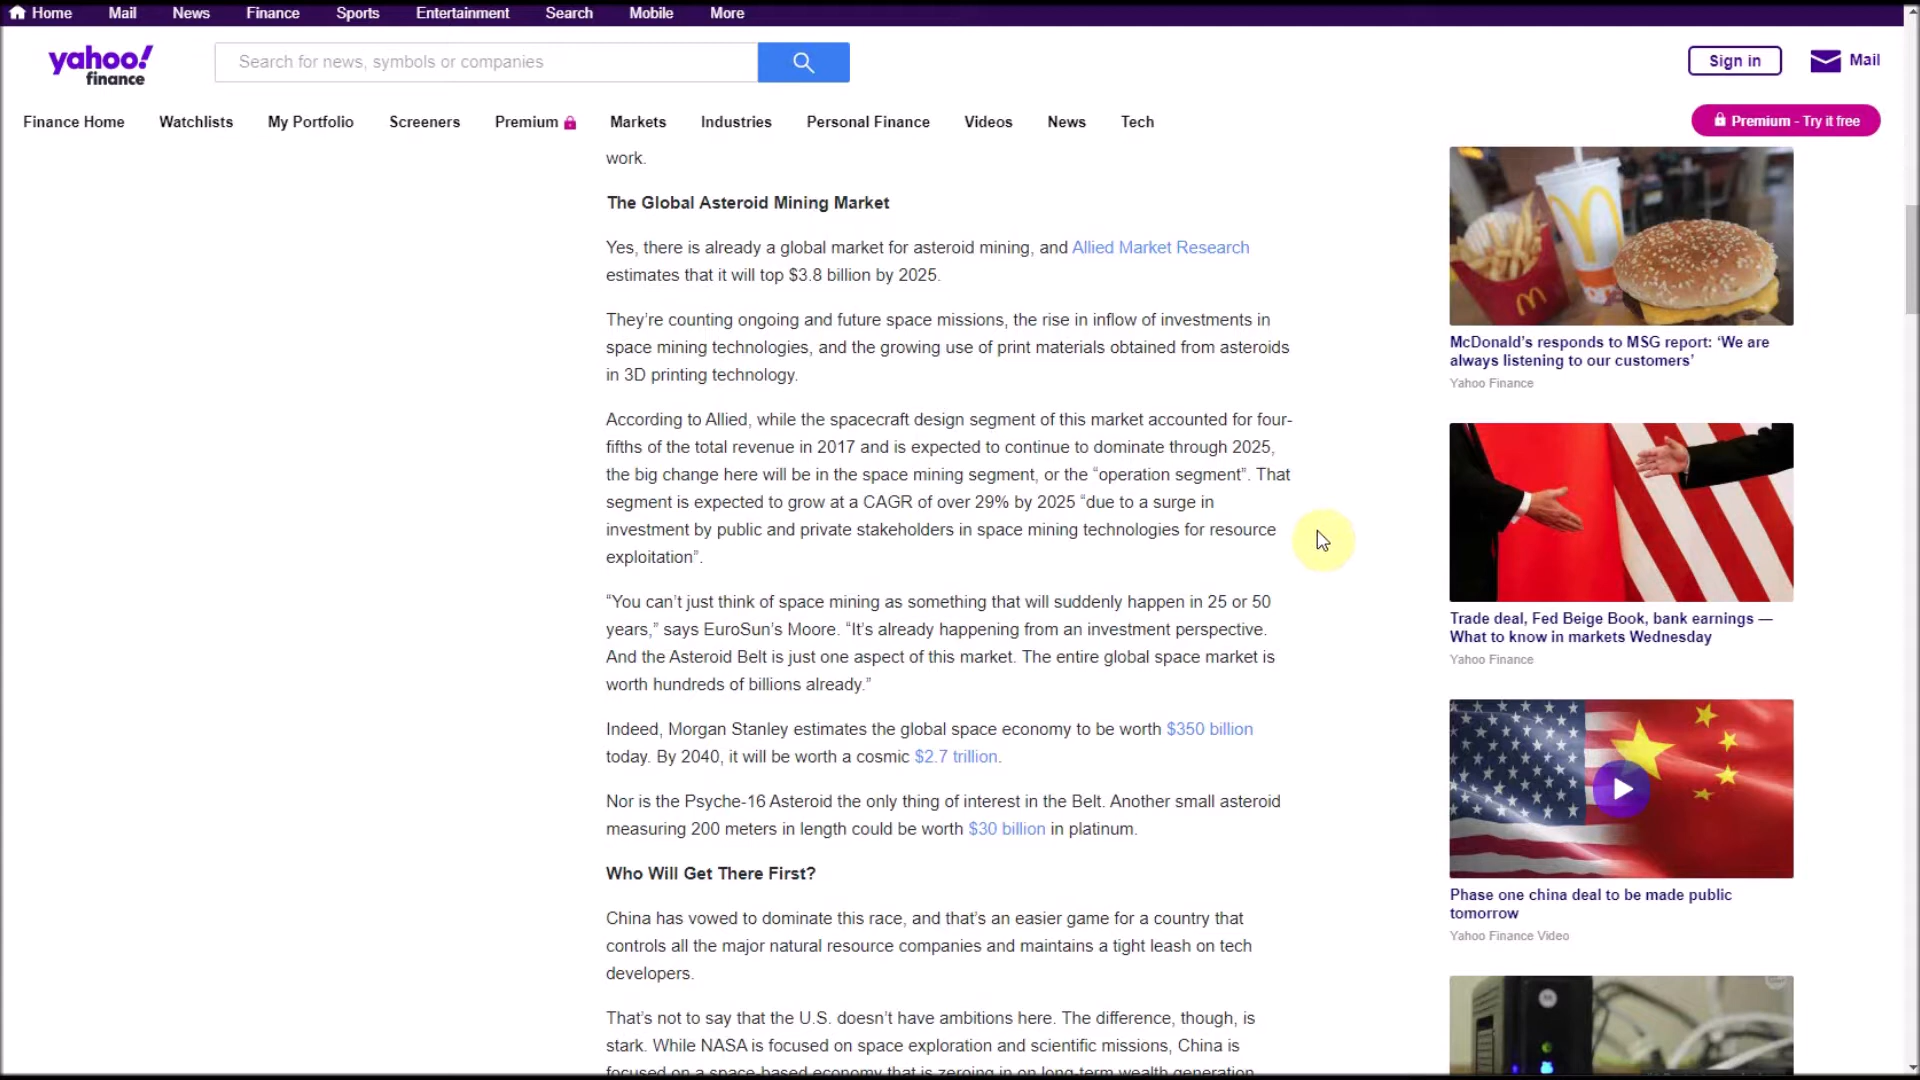 Home Mail News Finance Sports Entertainment Search Mobile More
yahoo!
finance
Search for news, symbols or companies
Sign in
Mail
Finance Home Watchlists My Portfolio Screeners Premium Markets Industries Personal Finance Videos News Tech
Premium - Try it free
work.
The Global Asteroid Mining Market
Yes, there is already a global market for asteroid mining, and Allied Market Research
estimates that it will top $3.8 billion by 2025.
They’re counting ongoing and future space missions, the rise in inflow of investments in
space mining technologies, and the growing use of print materials obtained from asteroids
in 3D printing technology.
According to Allied, while the spacecraft design segment of this market accounted for four-
fifths of the total revenue in 2017 and is expected to continue to dominate through 2025,
the big change here will be in the space mining segment, or the “operation segment”. That
segment is expected to grow at a CAGR of over 29% by 2025 “due to a surge in
investment by public and private stakeholders in space mining technologies for resource
exploitation”.
“You can’t just think of space mining as something that will suddenly happen in 25 or 50
years,” says EuroSun’s Moore. “It’s already happening from an investment perspective.
And the Asteroid Belt is just one aspect of this market. The entire global space market is
worth hundreds of billions already.”
Indeed, Morgan Stanley estimates the global space economy to be worth $350 billion
today. By 2040, it will be worth a cosmic $2.7 trillion.
Nor is the Psyche-16 Asteroid the only thing of interest in the Belt. Another small asteroid
measuring 200 meters in length could be worth $30 billion in platinum.
Who Will Get There First?
China has vowed to dominate this race, and that’s an easier game for a country that
controls all the major natural resource companies and maintains a tight leash on tech
developers.
That’s not to say that the U.S. doesn’t have ambitions here. The difference, though, is
stark. While NASA is focused on space exploration and scientific missions, China is
focused on a space-based economy that is zeroing in on long-term wealth generation
McDonald’s responds to MSG report: ‘We are
always listening to our customers’
Yahoo Finance
Trade deal, Fed Beige Book, bank earnings —
What to know in markets Wednesday
Yahoo Finance
Phase one china deal to be made public
tomorrow
Yahoo Finance Video